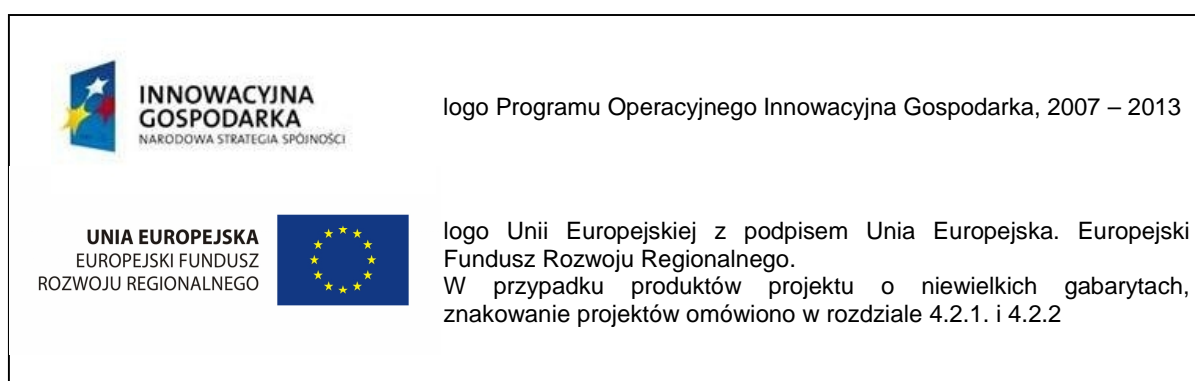 INNOWACYJNA
GOSPODARKA
NARODOWA STRATEGIA SPÓJNOŚCI
logo Programu Operacyjnego Innowacyjna Gospodarka, 2007 – 2013
UNIA EUROPEJSKA
EUROPEJSKI FUNDUSZ
ROZWOJU REGIONALNEGO
logo Unii Europejskiej z podpisem Unia Europejska. Europejski
Fundusz Rozwoju Regionalnego.
W przypadku produktów projektu o niewielkich gabarytach,
znakowanie projektów omówiono w rozdziale 4.2.1. i 4.2.2